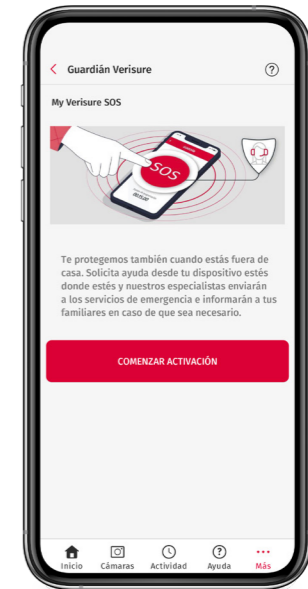 Guardián Verisure
My Verisure SOS
SOS
Te protegemos también cuando estás fuera de
casa. Solicita ayuda desde tu dispositivo estés
donde estés y nuestros especialistas enviarán
a los servicios de emergencia e informarán a tus
familiares en caso de que sea necesario.
COMENZAR ACTIVACIÓN
Inicio Cámaras Actividad Ayuda Más